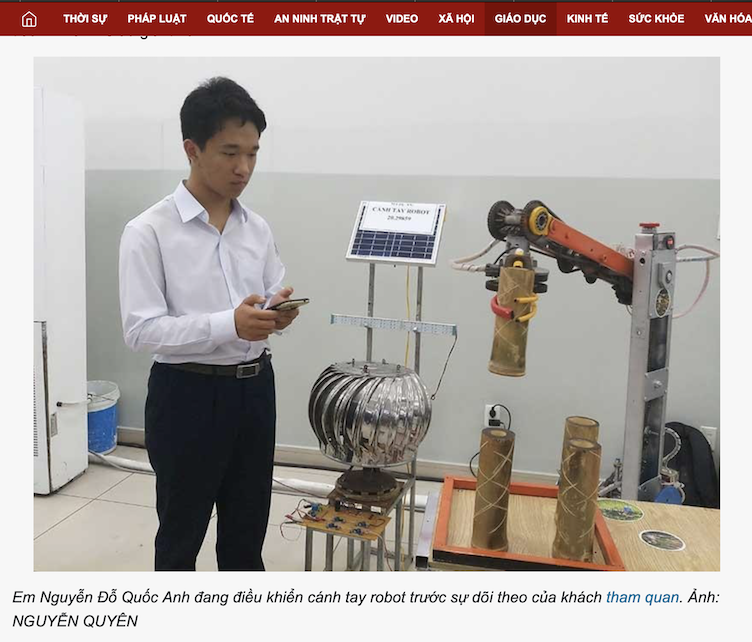 THỜI SỰ PHÁP LUẬT QUỐC TẾ AN NINH TRẬT TỰ VIDEO XÃ HỘI GIÁO DỤC KINH TẾ SỨC KHỎE VĂN HÓA
CÁNH TAY ROBOT
Em Nguyễn Đỗ Quốc Anh đang điều khiển cánh tay robot trước sự dõi theo của khách tham quan. Ảnh:
NGUYỄN QUYÊN